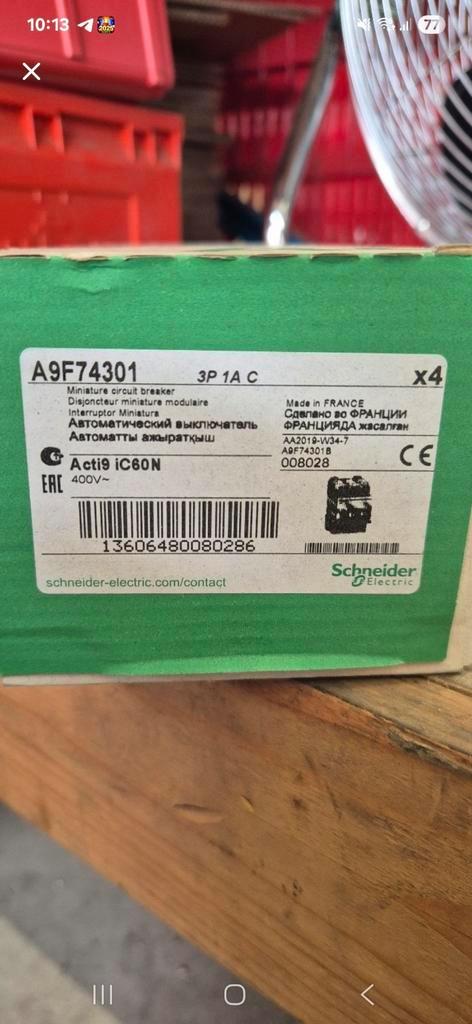 10:13
77
A9F74301 3P 1A C x4
Miniature circuit breaker
Disjoncteur miniature modulaire
Interruptor Miniatura
Автоматический выключатель
Автоматты ажыратқыш
Made in FRANCE
Сделано во ФРАНЦИИ
ФРАНЦИЯДА жасалған
AA2019-W34-7
A9F74301B
008028
CE
EAC
Acti9 iC60N
400V~
13606480080286
schneider-electric.com/contact
Schneider
Electric